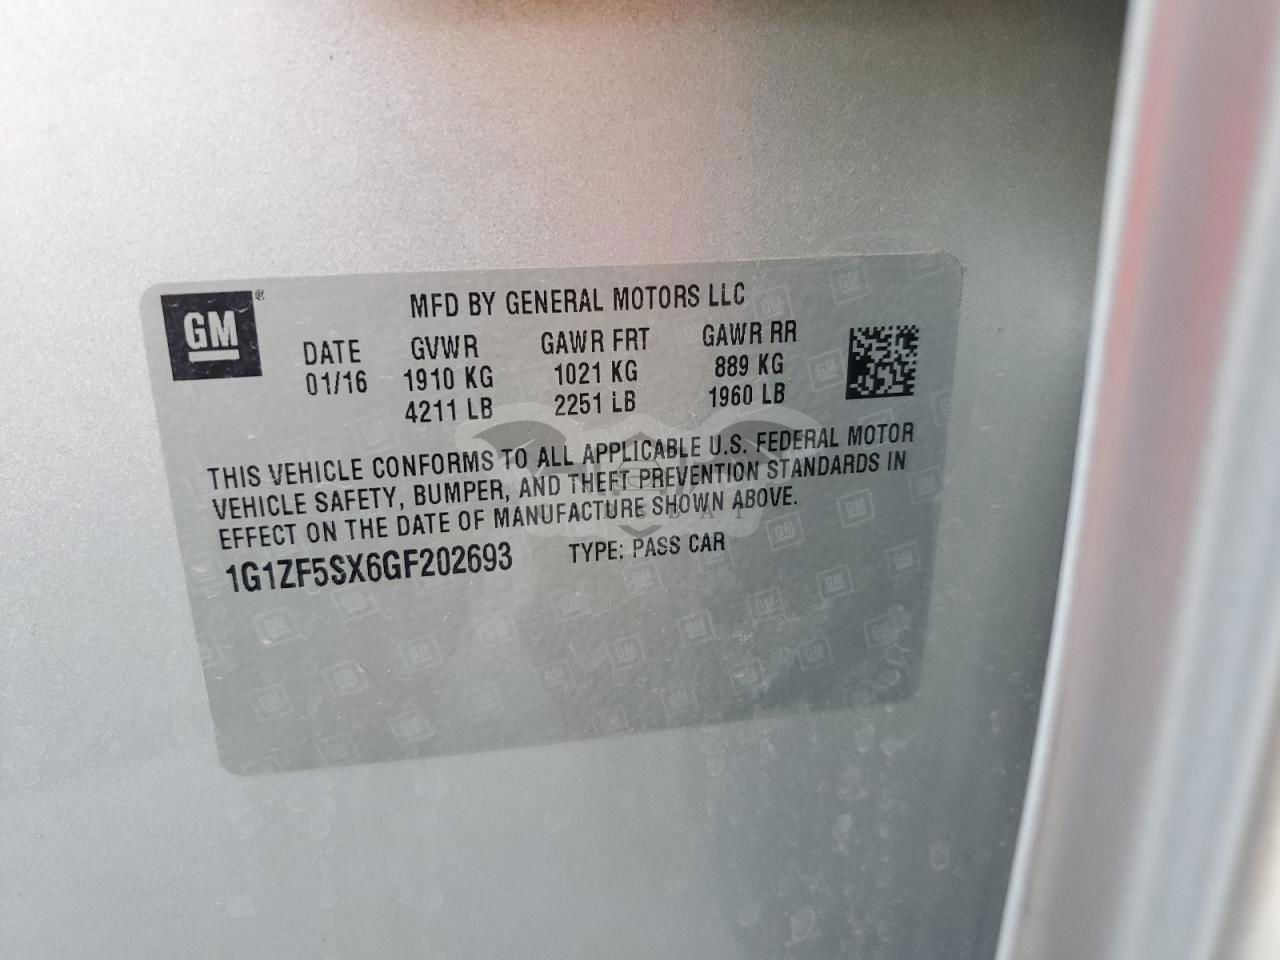 GM®
MFD BY GENERAL MOTORS LLC
DATE GVWR GAWR FRT GAWR RR
01/16 1910 KG 1021 KG 889 KG
4211 LB 2251 LB 1960 LB
THIS VEHICLE CONFORMS TO ALL APPLICABLE U.S. FEDERAL MOTOR
VEHICLE SAFETY, BUMPER, AND THEFT PREVENTION STANDARDS IN
EFFECT ON THE DATE OF MANUFACTURE SHOWN ABOVE.
1G1ZF5SX6GF202693 TYPE: PASS CAR